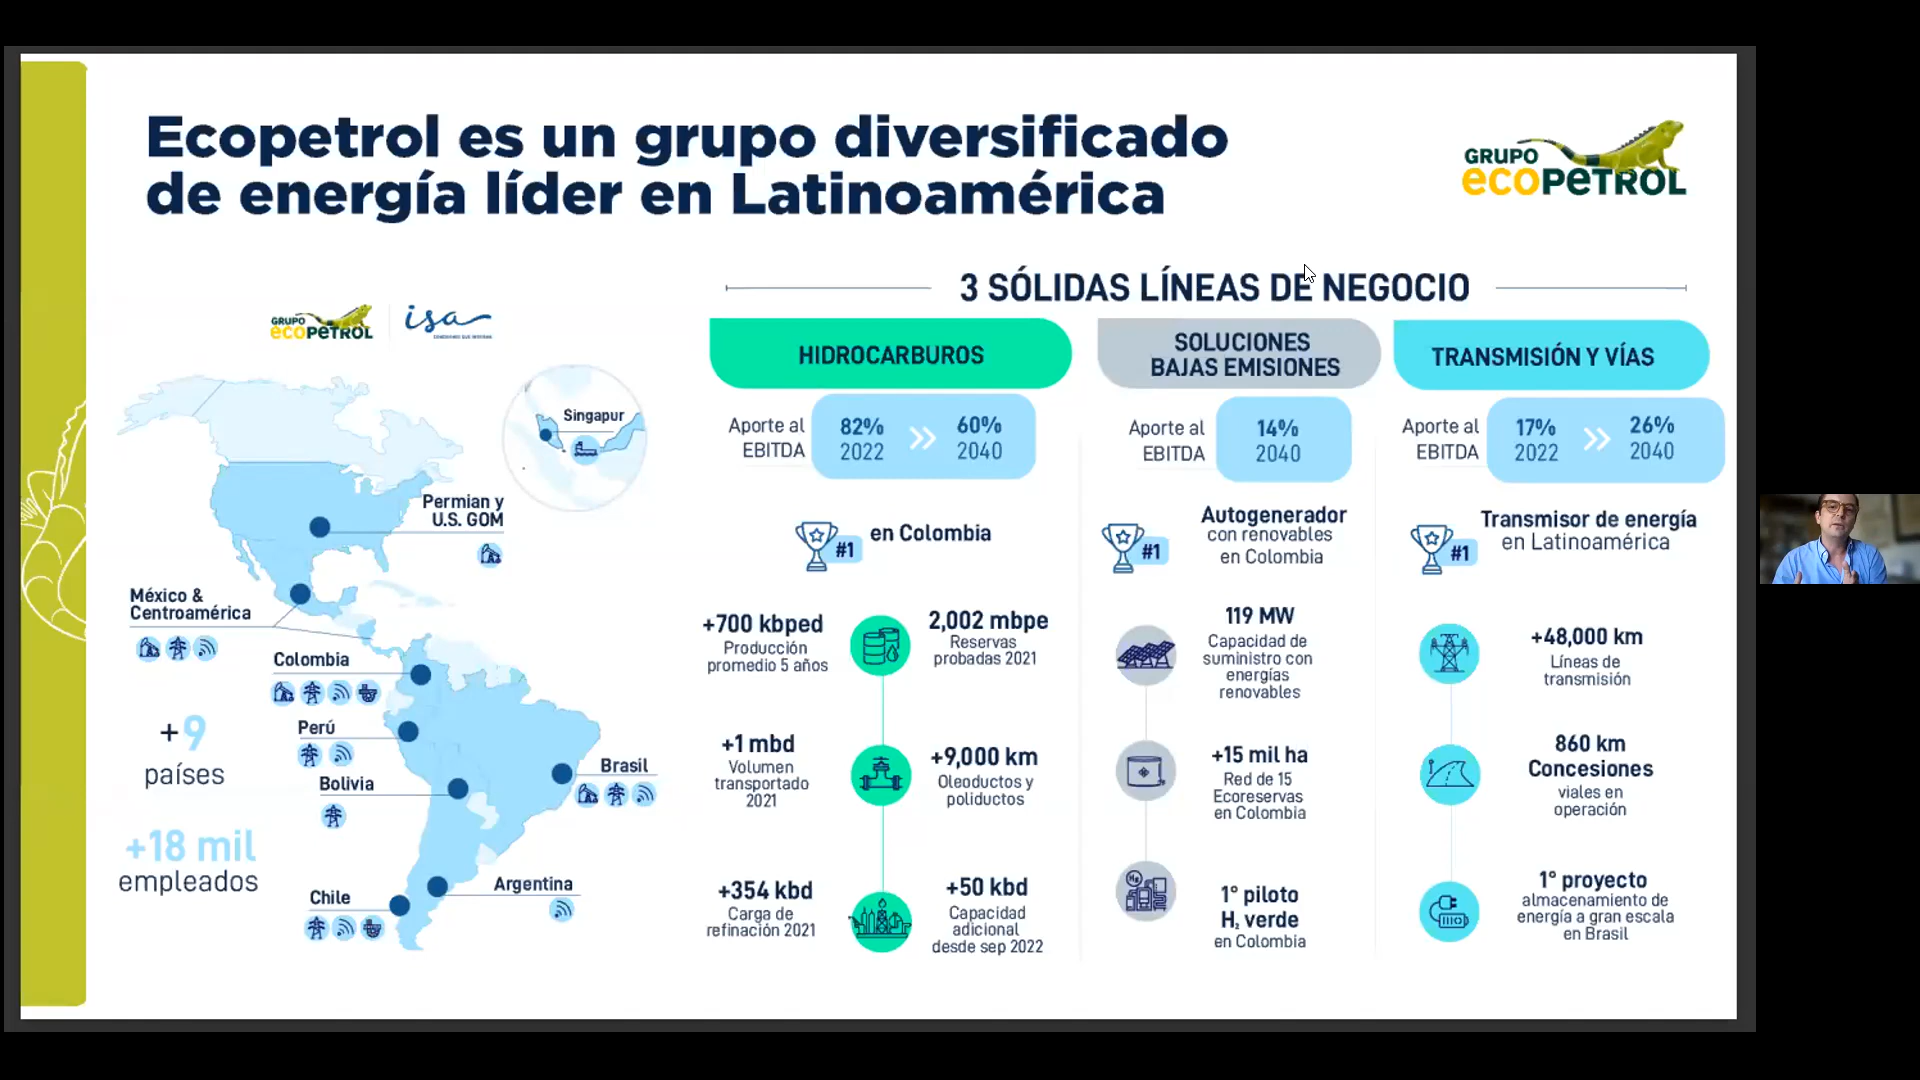 Ecopetrol es un grupo diversificado
de energía líder en Latinoamérica
GRUPO
ecopetrol
3 SÓLIDAS LÍNEAS DE NEGOCIO
GRUPO
ecopetrol
isa
Singapur
Permian y
U.S. GOM
México &
Centroamérica
Colombia
Perú
Bolivia
Brasil
Chile
Argentina
+9
países
+18 mil
empleados
HIDROCARBUROS
Aporte al
EBITDA
82%
2022
60%
2040
#1
en Colombia
+700 kbped
Producción
promedio 5 años
2,002 mbpe
Reservas
probadas 2021
+1 mbd
Volumen
transportado
2021
+9,000 km
Oleoductos y
poliductos
+354 kbd
Carga de
refinación 2021
+50 kbd
Capacidad
adicional
desde sep 2022
SOLUCIONES
BAJAS EMISIONES
Aporte al
EBITDA
14%
2040
#1
Autogenerador
con renovables
en Colombia
119 MW
Capacidad de
suministro con
energías
renovables
+15 mil ha
Red de 15
Ecoreservas
en Colombia
1° piloto
H₂ verde
en Colombia
TRANSMISIÓN Y VÍAS
Aporte al
EBITDA
17%
2022
26%
2040
#1
Transmisor de energía
en Latinoamérica
+48,000 km
Líneas de
transmisión
860 km
Concesiones
viales en
operación
1° proyecto
almacenamiento de
energía a gran escala
en Brasil